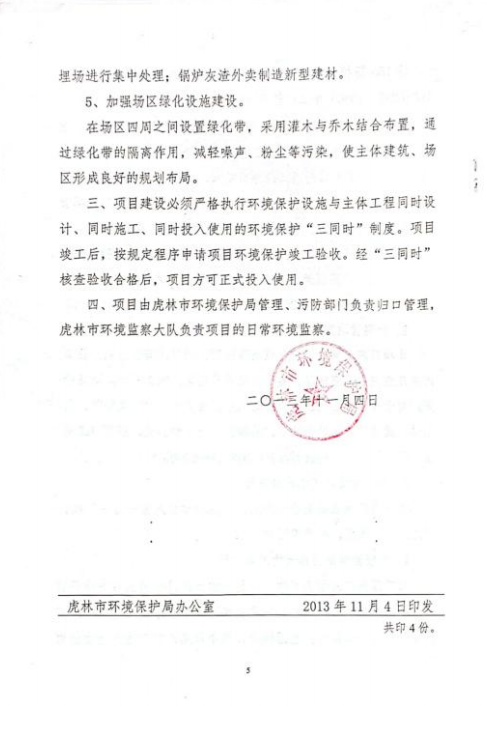 埋场进行集中处理；锅炉灰渣外卖制造新型建材。
5、加强场区绿化设施建设。
在场区四周之间设置绿化带，采用灌木与乔木结合布置，通
过绿化带的隔离作用，减轻噪声、粉尘等污染，使主体建筑、场
区形成良好的规划布局。
三、项目建设必须严格执行环境保护设施与主体工程同时设
计、同时施工、同时投入使用的环境保护“三同时”制度。项目
竣工后，按规定程序申请项目环境保护竣工验收。经“三同时”
核查验收合格后，项目方可正式投入使用。
四、项目由虎林市环境保护局管理、污防部门负责归口管理，
虎林市环境监察大队负责项目的日常环境监察。
虎林市环境保护局
二〇一三年十一月四日
虎林市环境保护局办公室 2013年11月4日印发
共印4份。
5